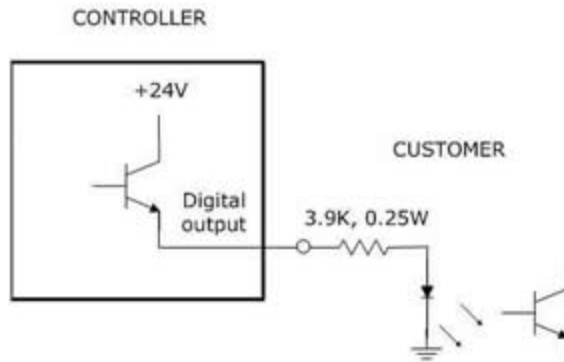 CONTROLLER
+24V
CUSTOMER
Digital
output
3.9K, 0.25W